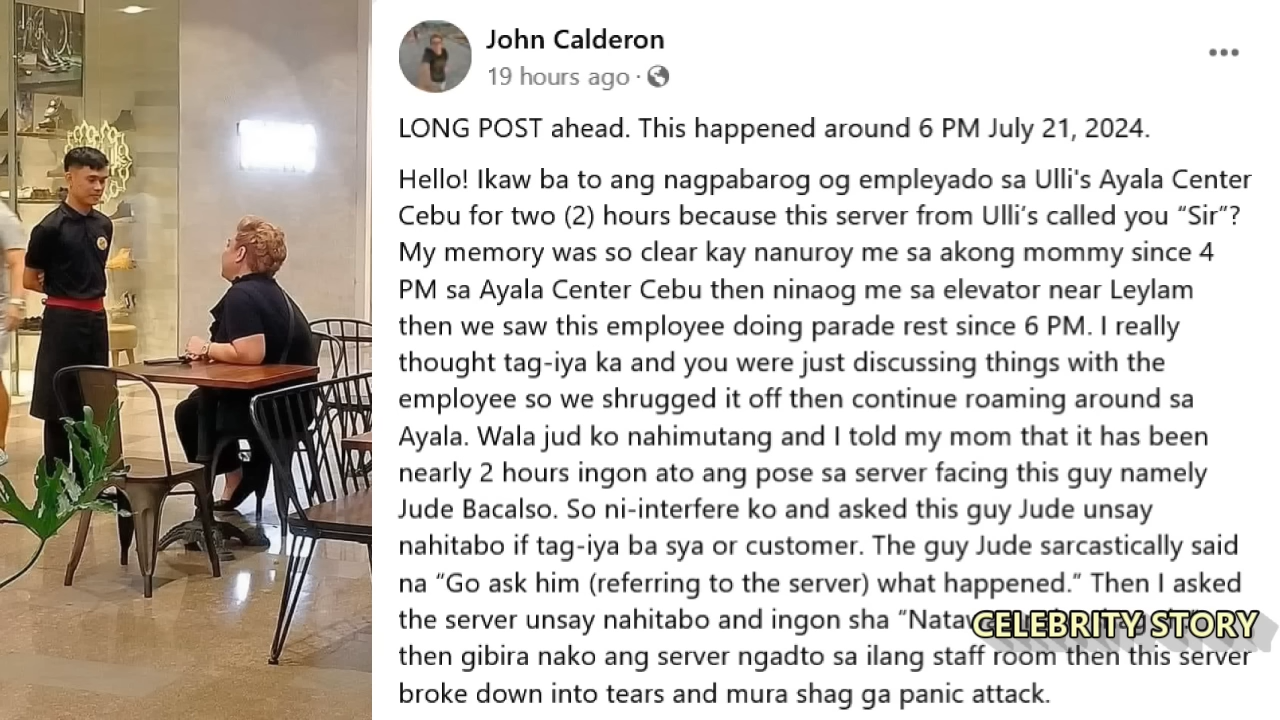 John Calderon
19 hours ago ·
LONG POST ahead. This happened around 6 PM July 21, 2024.
Hello! Ikaw ba to ang nagpabarog og empleyado sa Ulli's Ayala Center
Cebu for two (2) hours because this server from Ulli's called you “Sir”?
My memory was so clear kay nanuroy me sa akong mommy since 4
PM sa Ayala Center Cebu then ninaog me sa elevator near Leylam
then we saw this employee doing parade rest since 6 PM. I really
thought tag-iya ka and you were just discussing things with the
employee so we shrugged it off then continue roaming around sa
Ayala. Wala jud ko nahimutang and I told my mom that it has been
nearly 2 hours ingon ato ang pose sa server facing this guy namely
Jude Bacalso. So ni-interfere ko and asked this guy Jude unsay
nahitabo if tag-iya ba sya or customer. The guy Jude sarcastically said
na “Go ask him (referring to the server) what happened.” Then I asked
the server unsay nahitabo and ingon sha
CELEBRITY STORY
then gibira nako ang server ngadto sa ilang staff room then this server
broke down into tears and mura shag ga panic attack.